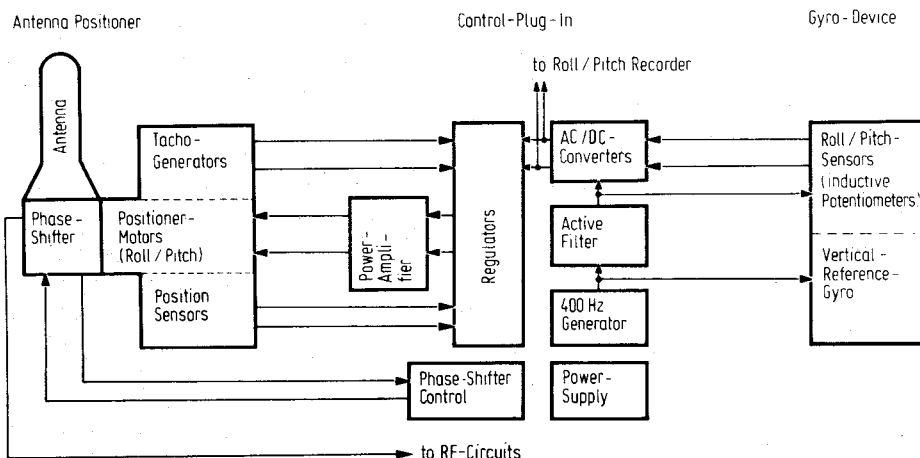 Antenna Positioner
Control-Plug-In
Gyro-Device
to Roll / Pitch Recorder
Antenna
Tacho-
Generators
Phase-
Shifter
Positioner-
Motors
(Roll / Pitch)
Position
Sensors
Power-
Ampli-
fier
Regulators
AC/DC-
Converters
Active
Filter
400 Hz
Generator
Roll / Pitch-
Sensors
(Inductive
Potentiometers)
Vertical-
Reference-
Gyro
Phase-Shifter
Control
Power-
Supply
to RF-Circuits